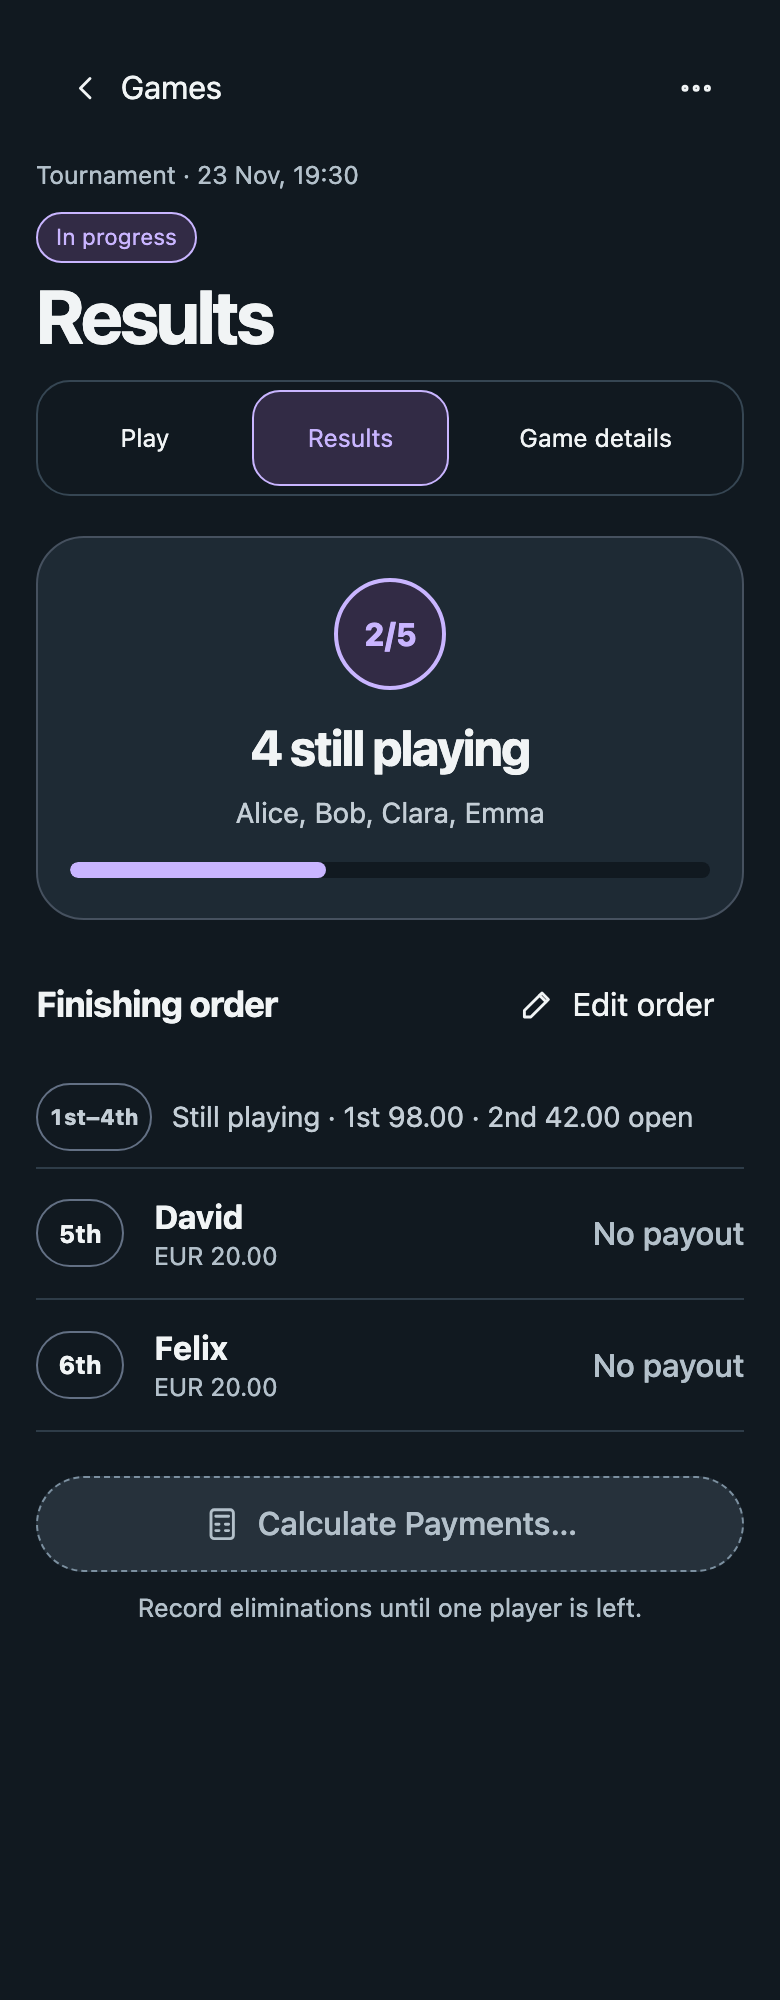 Games
Tournament · 23 Nov, 19:30
In progress
Results
Play
Results
Game details
2/5
4 still playing
Alice, Bob, Clara, Emma
Finishing order
Edit order
1st–4th
Still playing · 1st 98.00 · 2nd 42.00 open
5th
David
EUR 20.00
No payout
6th
Felix
EUR 20.00
No payout
Calculate Payments...
Record eliminations until one player is left.